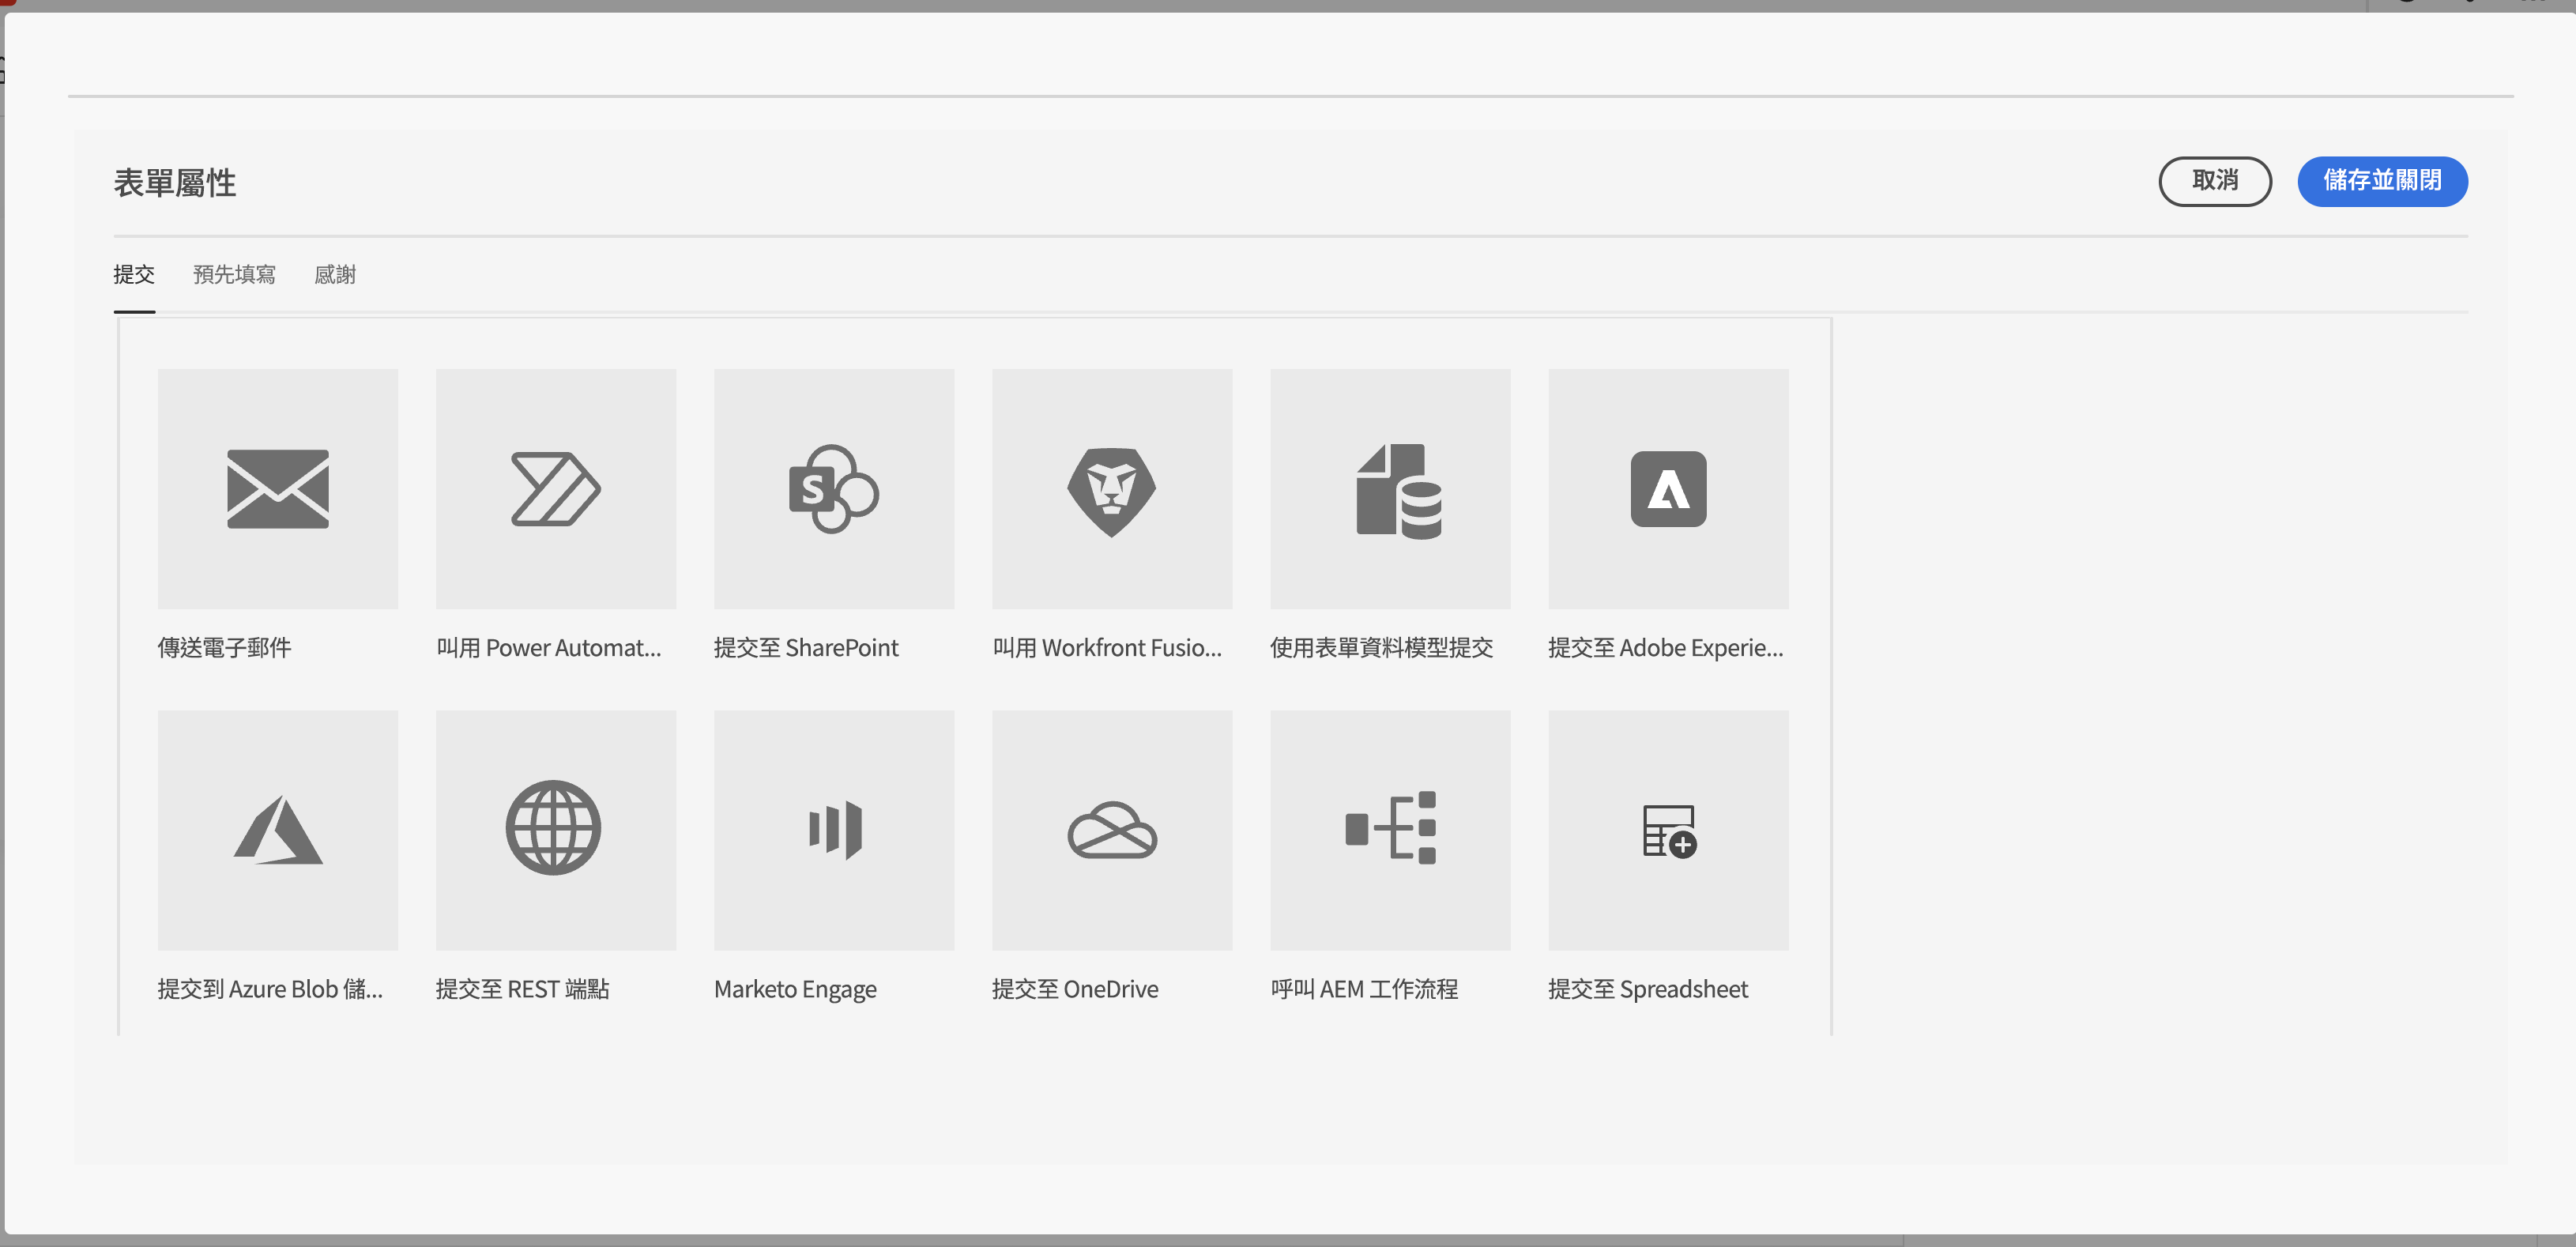 表單屬性
取消
儲存並關閉
提交
預先填寫
感謝
S
傳送電子郵件
叫用 Power Automat...
提交至 SharePoint
叫用 Workfront Fusio...
使用表單資料模型提交
提交至 Adobe Experie...
提交到 Azure Blob 儲...
提交至 REST 端點
Marketo Engage
提交至 OneDrive
呼叫 AEM 工作流程
提交至 Spreadsheet